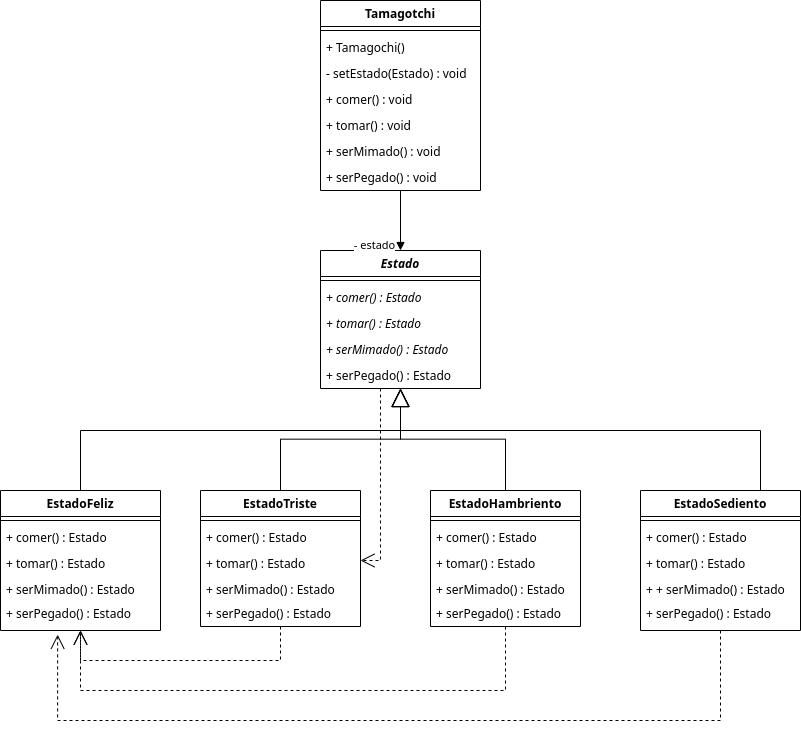 Tamagotchi
+ Tamagochi()
- setEstado(Estado) : void
+ comer() : void
+ tomar() : void
+ serMimado() : void
+ serPegado() : void
- estado
Estado
+ comer() : Estado
+ tomar() : Estado
+ serMimado() : Estado
+ serPegado() : Estado
EstadoFeliz
+ comer() : Estado
+ tomar() : Estado
+ serMimado() : Estado
+ serPegado() : Estado
EstadoTriste
+ comer() : Estado
+ tomar() : Estado
+ serMimado() : Estado
+ serPegado() : Estado
EstadoHambriento
+ comer() : Estado
+ tomar() : Estado
+ serMimado() : Estado
+ serPegado() : Estado
EstadoSediento
+ comer() : Estado
+ tomar() : Estado
+ + serMimado() : Estado
+ serPegado() : Estado